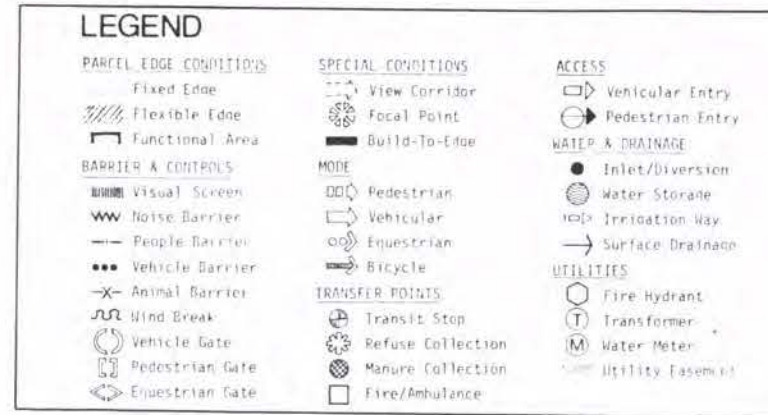 LEGEND
PARCEL EDGE CONDITIONS
Fixed Edge
Flexible Edge
Functional Area
BARRIER & CONTROLS
Visual Screen
Noise Barrier
People Barrier
Vehicle Barrier
Animal Barrier
Wind Break
Vehicle Gate
Pedestrian Gate
Equestrian Gate
SPECIAL CONDITIONS
View Corridor
Focal Point
Build-To-Edge
MODE
Pedestrian
Vehicular
Equestrian
Bicycle
TRANSFER POINTS
Transit Stop
Refuse Collection
Manure Collection
Fire/Ambulance
ACCESS
Vehicular Entry
Pedestrian Entry
WATER & DRAINAGE
Inlet/Diversion
Water Storage
Irrigation Way
Surface Drainage
UTILITIES
Fire Hydrant
T Transformer
M Water Meter
Utility Easement